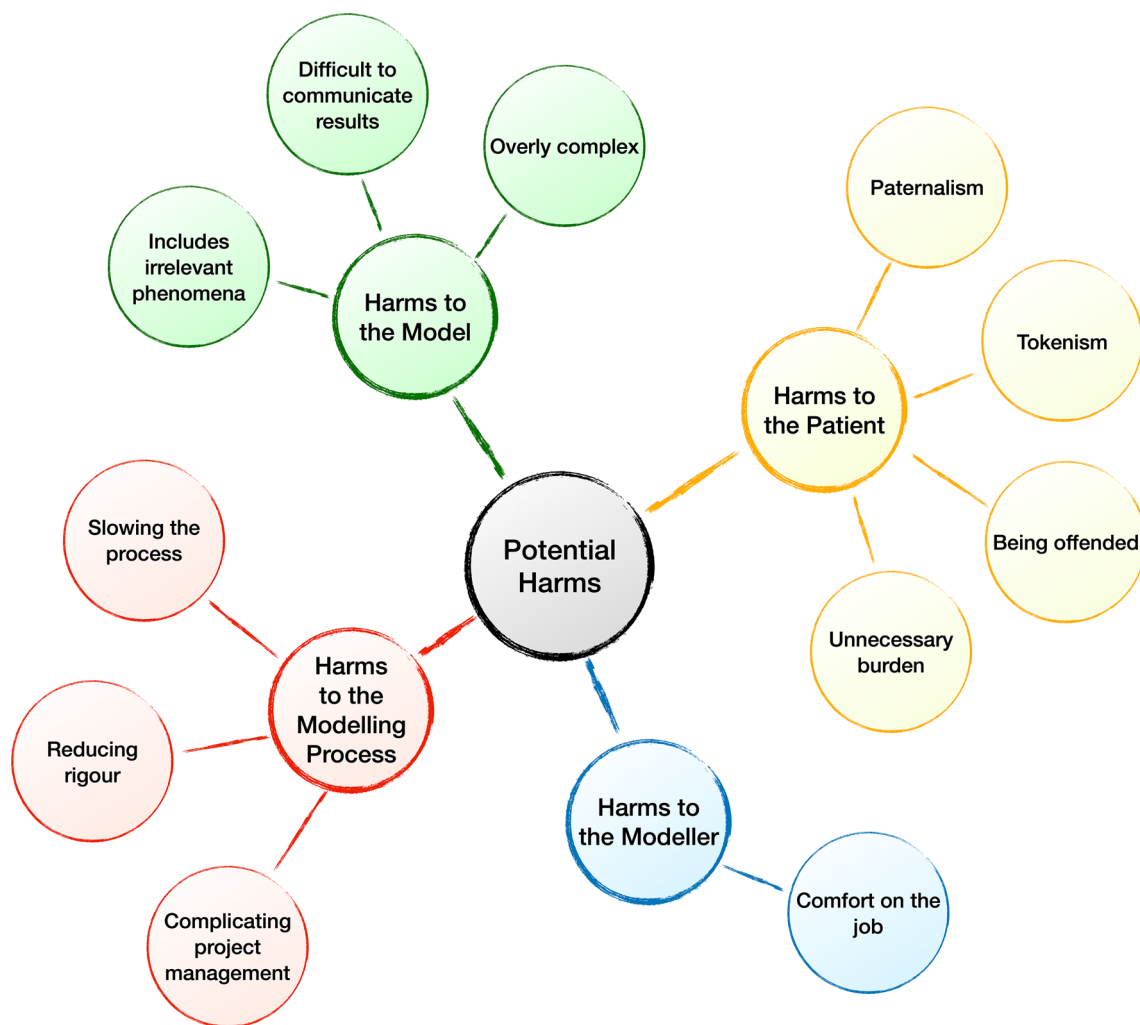 Potential
Harms
Harms to
the Model
Includes
irrelevant
phenomena
Difficult to
communicate
results
Overly complex
Harms to
the Patient
Paternalism
Tokenism
Being offended
Unnecessary
burden
Harms to
the Modeller
Comfort on the
job
Harms
to the
Modelling
Process
Slowing the
process
Reducing
rigour
Complicating
project
management